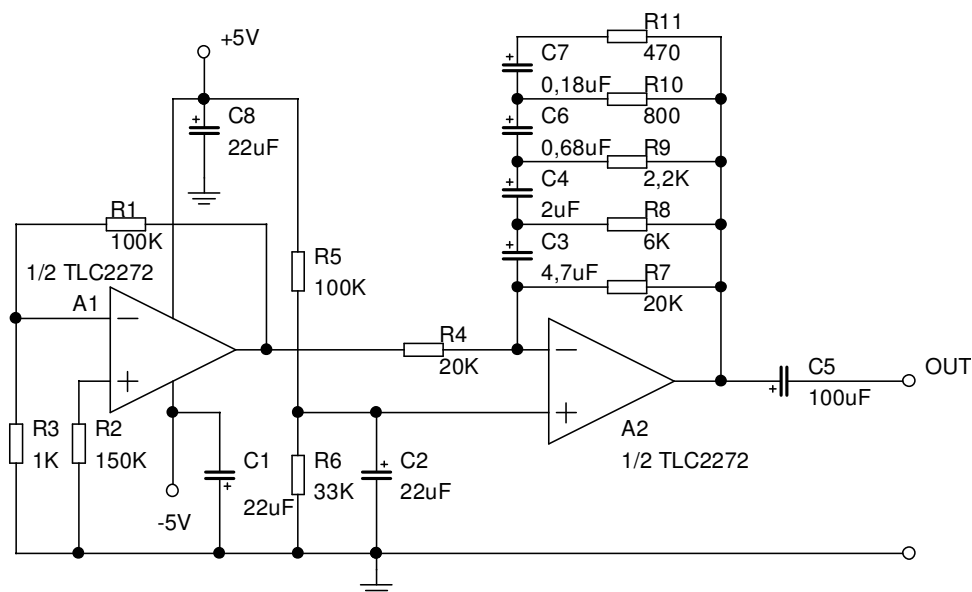 +5V
C8
22uF
R11
470
C7
0,18uF
R10
800
C6
0,68uF
R9
2,2K
C4
2uF
R8
6K
C3
4,7uF
R7
20K
R1
100K
1/2 TLC2272
A1
R5
100K
R4
20K
C5
100uF
OUT
A2
1/2 TLC2272
R3
1K
R2
150K
-5V
C1
22uF
R6
33K
C2
22uF